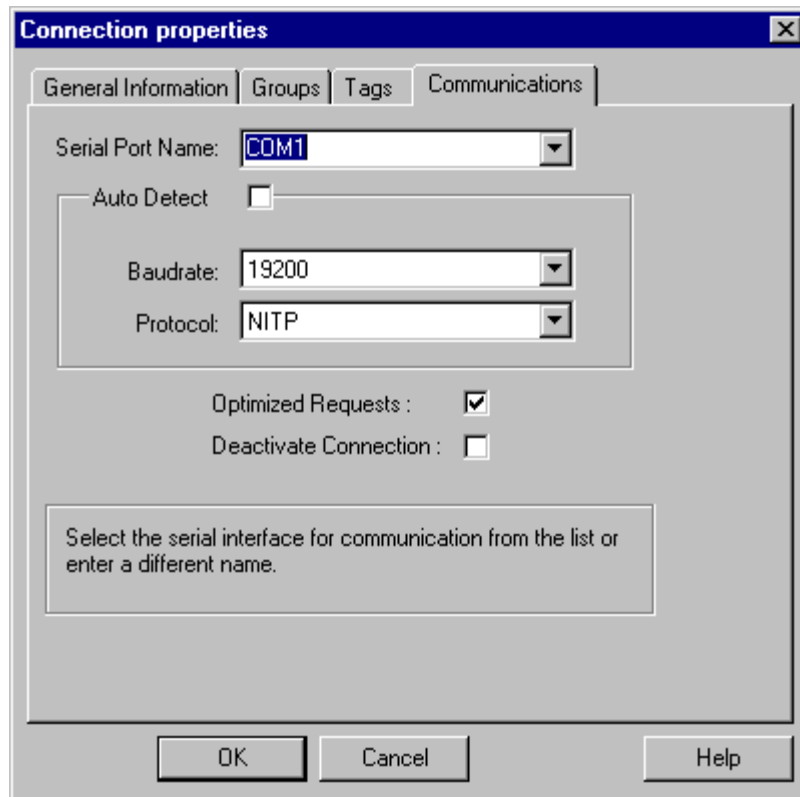 Connection properties
General Information Groups Tags Communications
Serial Port Name: COM1
Auto Detect
Baudrate: 19200
Protocol: NITP
Optimized Requests :
Deactivate Connection :
Select the serial interface for communication from the list or
enter a different name.
OK Cancel Help